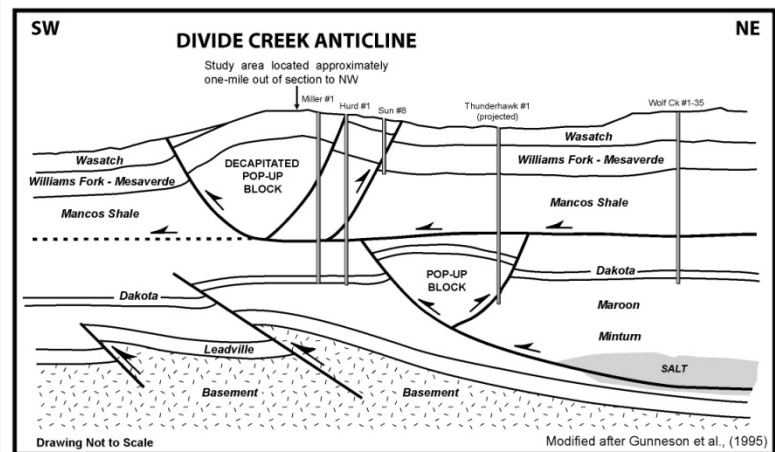 SW
NE
DIVIDE CREEK ANTICLINE
Study area located approximately
one-mile out of section to NW
Miller #1
Hurd #1
Sun #8
Thunderhawk #1
(projected)
Wolf Ck #1-35
Wasatch
Wasatch
Williams Fork - Mesaverde
DECAPITATED
POP-UP
BLOCK
Williams Fork - Mesaverde
Mancos Shale
Mancos Shale
Dakota
POP-UP
BLOCK
Dakota
Maroon
Minturn
Leadville
SALT
Basement
Basement
Drawing Not to Scale
Modified after Gunneson et al., (1995)